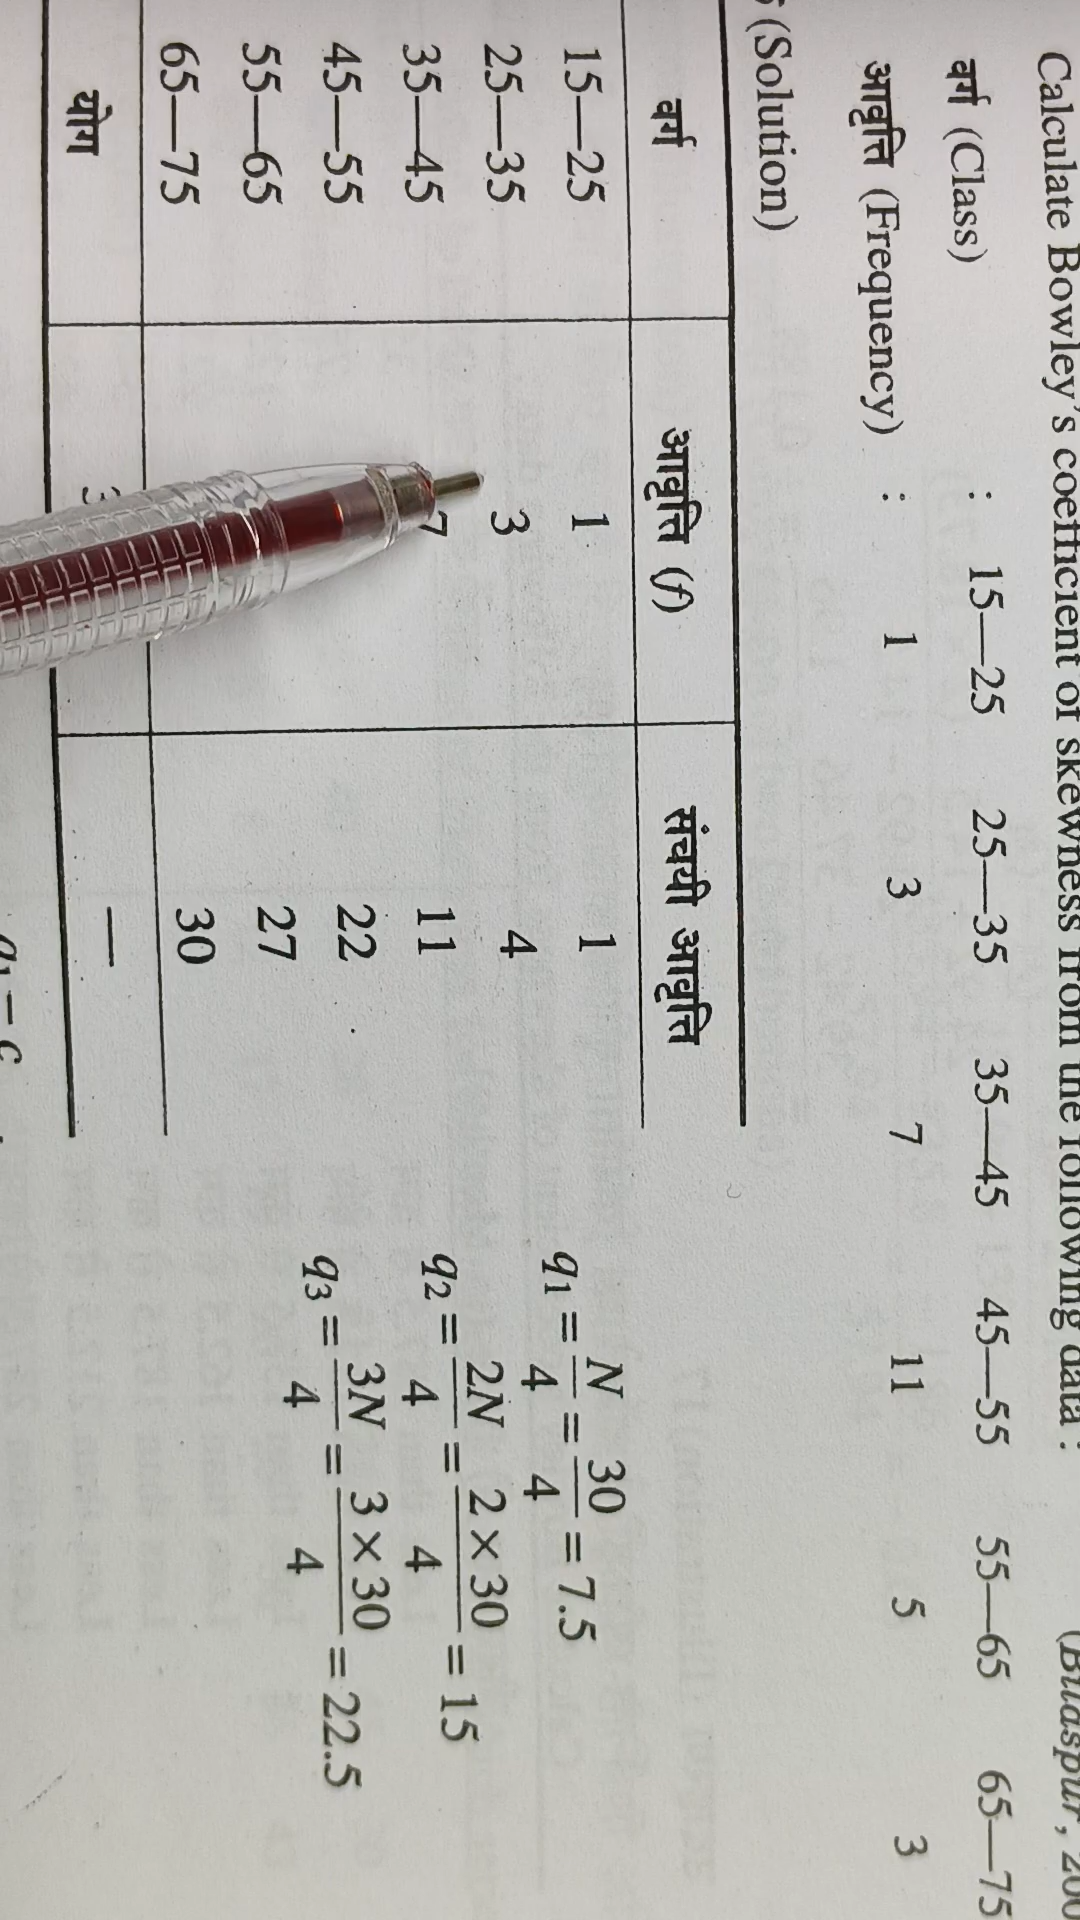 Calculate Bowley's coefficient of skewness from the following data :
वर्ग (Class) : 15—25 25—35 35—45 45—55 55—65 65—75
आवृत्ति (Frequency) : 1 3 7 11 5 3
(Solution)
वर्ग आवृत्ति (f) संचयी आवृत्ति
15—25 1 1
25—35 3 4
35—45 7 11
45—55 22
55—65 27
65—75 30
योग —
q₁ = N/4 = 30/4 = 7.5
q₂ = 2N/4 = 2 × 30/4 = 15
q₃ = 3N/4 = 3 × 30/4 = 22.5